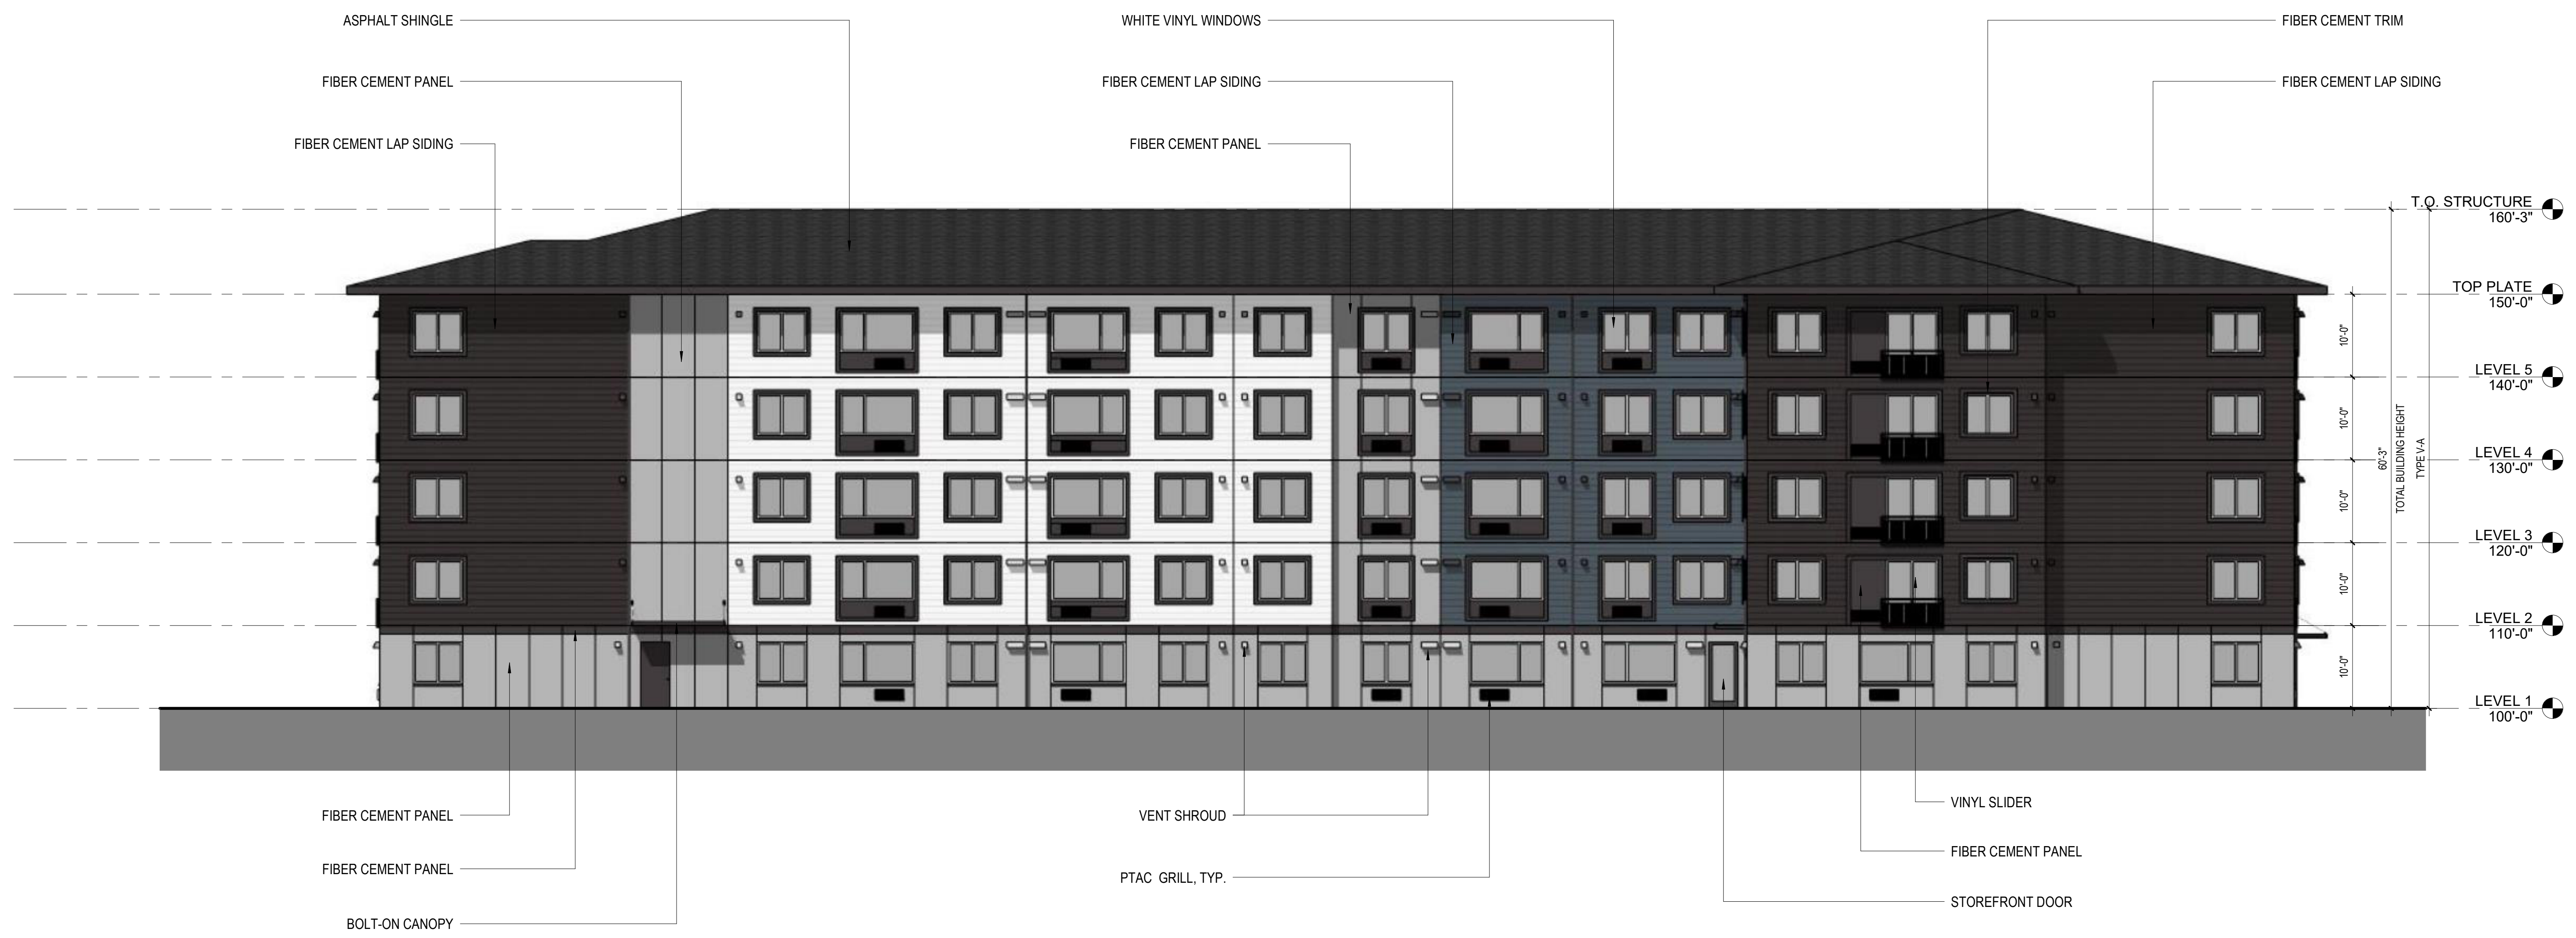 ASPHALT SHINGLE
WHITE VINYL WINDOWS
FIBER CEMENT TRIM
FIBER CEMENT PANEL
FIBER CEMENT LAP SIDING
FIBER CEMENT LAP SIDING
FIBER CEMENT LAP SIDING
FIBER CEMENT PANEL
T.O. STRUCTURE
160'-3"
TOP PLATE
150'-0"
10'-0"
LEVEL 5
140'-0"
10'-0"
LEVEL 4
130'-0"
10'-0"
LEVEL 3
120'-0"
10'-0"
LEVEL 2
110'-0"
10'-0"
LEVEL 1
100'-0"
60'-3"
TOTAL BUILDING HEIGHT
TYPE V-A
FIBER CEMENT PANEL
VENT SHROUD
VINYL SLIDER
FIBER CEMENT PANEL
PTAC GRILL, TYP.
FIBER CEMENT PANEL
BOLT-ON CANOPY
STOREFRONT DOOR